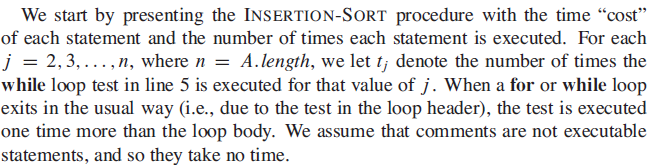 We start by presenting the INSERTION-SORT procedure with the time “cost”
of each statement and the number of times each statement is executed. For each
j = 2, 3, . . . , n, where n = A.length, we let tⱼ denote the number of times the
while loop test in line 5 is executed for that value of j. When a for or while loop
exits in the usual way (i.e., due to the test in the loop header), the test is executed
one time more than the loop body. We assume that comments are not executable
statements, and so they take no time.